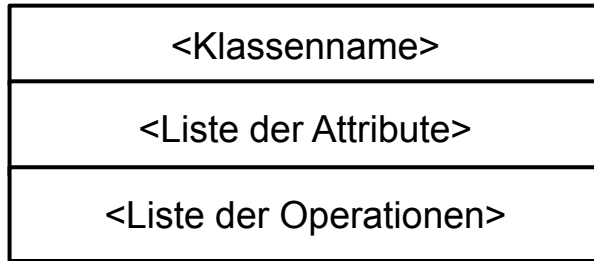 <Klassenname>
<Liste der Attribute>
<Liste der Operationen>